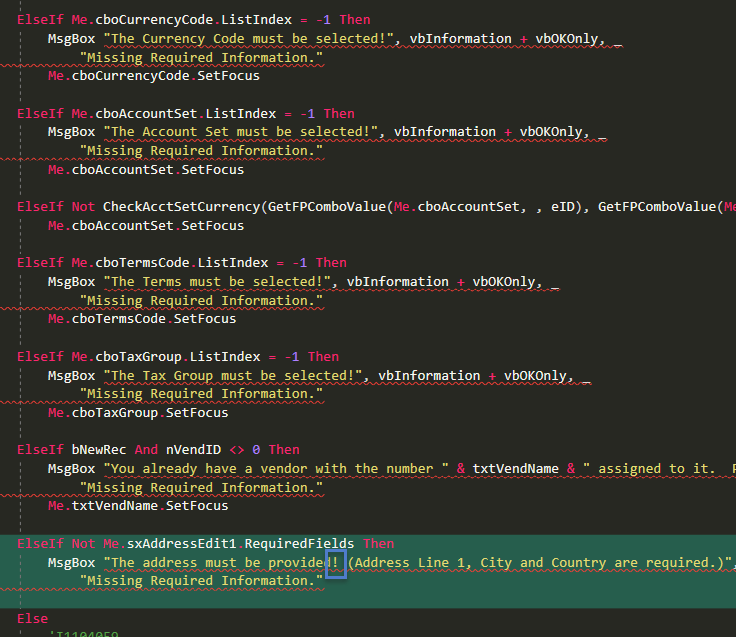 ElseIf Me.cboCurrencyCode.ListIndex = -1 Then
MsgBox "The Currency Code must be selected!", vbInformation + vbOKOnly, _
"Missing Required Information."
Me.cboCurrencyCode.SetFocus
ElseIf Me.cboAccountSet.ListIndex = -1 Then
MsgBox "The Account Set must be selected!", vbInformation + vbOKOnly, _
"Missing Required Information."
Me.cboAccountSet.SetFocus
ElseIf Not CheckAcctSetCurrency(GetFPComboValue(Me.cboAccountSet, , eID), GetFPComboValue(Me
Me.cboAccountSet.SetFocus
ElseIf Me.cboTermsCode.ListIndex = -1 Then
MsgBox "The Terms must be selected!", vbInformation + vbOKOnly, _
"Missing Required Information."
Me.cboTermsCode.SetFocus
ElseIf Me.cboTaxGroup.ListIndex = -1 Then
MsgBox "The Tax Group must be selected!", vbInformation + vbOKOnly, _
"Missing Required Information."
Me.cboTaxGroup.SetFocus
ElseIf bNewRec And nVendID <> 0 Then
MsgBox "You already have a vendor with the number " & txtVendName & " assigned to it.
"Missing Required Information."
Me.txtVendName.SetFocus
ElseIf Not Me.sxAddressEdit1.RequiredFields Then
MsgBox "The address must be provided! (Address Line 1, City and Country are required.)",
"Missing Required Information."
Else
'I1104059